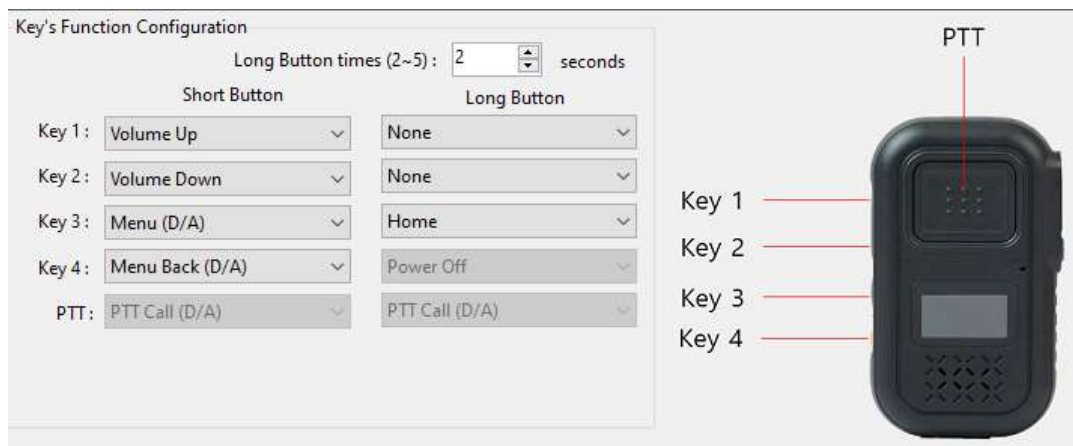 Key's Function Configuration
Long Button times (2~5) : 2 seconds
Short Button Long Button
Key 1 : Volume Up None
Key 2 : Volume Down None
Key 3 : Menu (D/A) Home
Key 4 : Menu Back (D/A) Power Off
PTT : PTT Call (D/A) PTT Call (D/A)
PTT
Key 1
Key 2
Key 3
Key 4